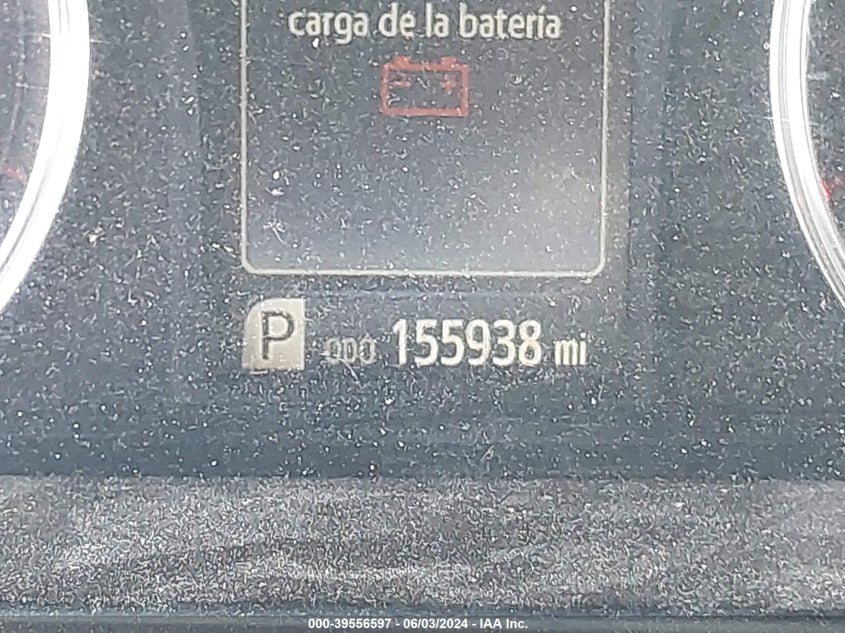 carga de la batería
P ODO 155938 mi
000-39556597 - 06/03/2024 - IAA Inc.